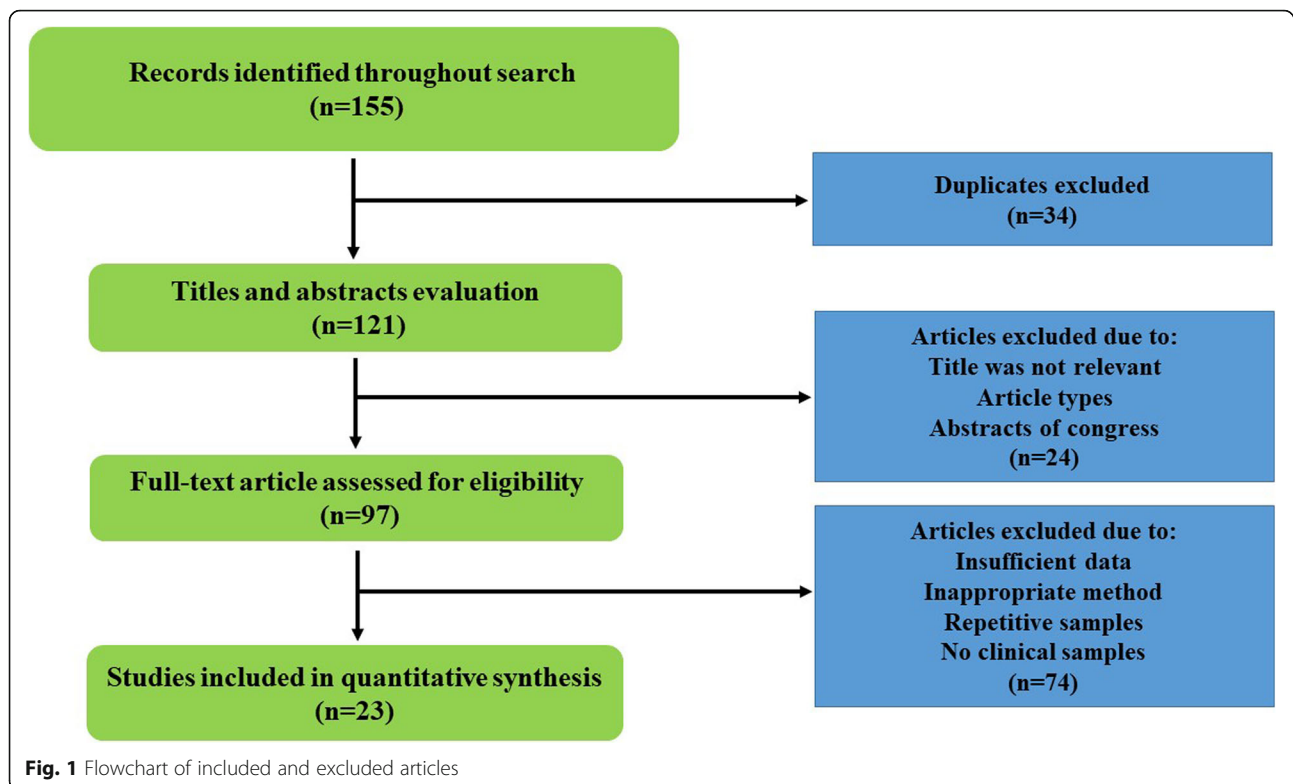 Records identified throughout search
(n=155)
Duplicates excluded
(n=34)
Titles and abstracts evaluation
(n=121)
Articles excluded due to:
Title was not relevant
Article types
Abstracts of congress
(n=24)
Full-text article assessed for eligibility
(n=97)
Articles excluded due to:
Insufficient data
Inappropriate method
Repetitive samples
No clinical samples
(n=74)
Studies included in quantitative synthesis
(n=23)
Fig. 1 Flowchart of included and excluded articles